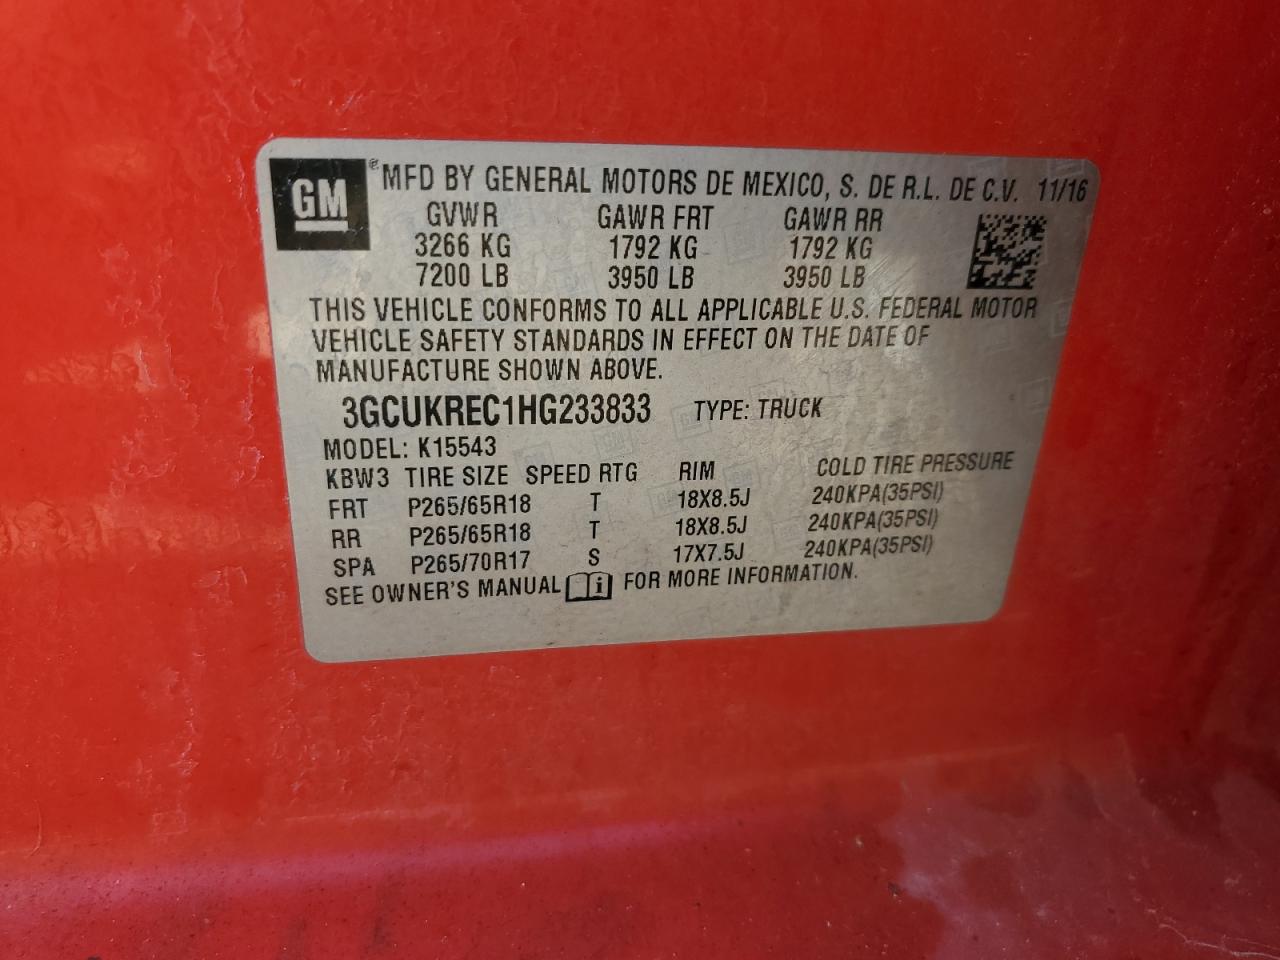 GM ® MFD BY GENERAL MOTORS DE MEXICO, S. DE R.L. DE C.V. 11/16
GVWR GAWR FRT GAWR RR
3266 KG 1792 KG 1792 KG
7200 LB 3950 LB 3950 LB
THIS VEHICLE CONFORMS TO ALL APPLICABLE U.S. FEDERAL MOTOR
VEHICLE SAFETY STANDARDS IN EFFECT ON THE DATE OF
MANUFACTURE SHOWN ABOVE.
3GCUKREC1HG233833 TYPE: TRUCK
MODEL: K15543
KBW3 TIRE SIZE SPEED RTG RIM COLD TIRE PRESSURE
FRT P265/65R18 T 18X8.5J 240KPA(35PSI)
RR P265/65R18 T 18X8.5J 240KPA(35PSI)
SPA P265/70R17 S 17X7.5J 240KPA(35PSI)
SEE OWNER'S MANUAL i FOR MORE INFORMATION.